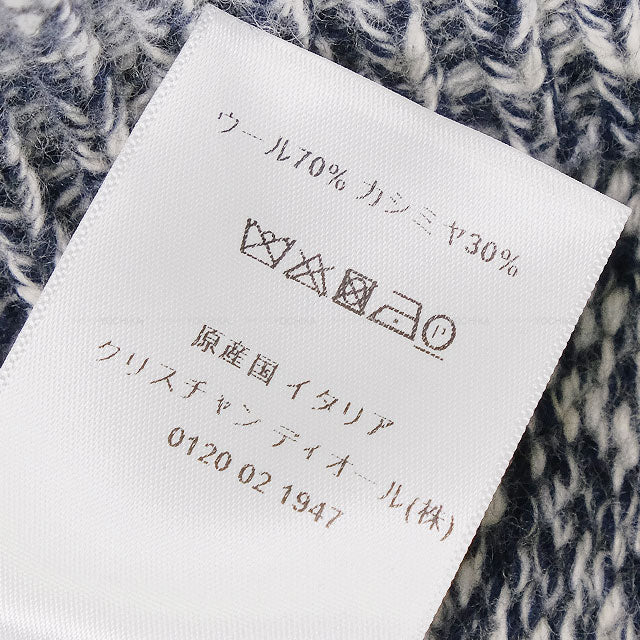 ウール70% カシミヤ30%
原産国 イタリア
クリスチャン ディオール(株)
0120 02 1947